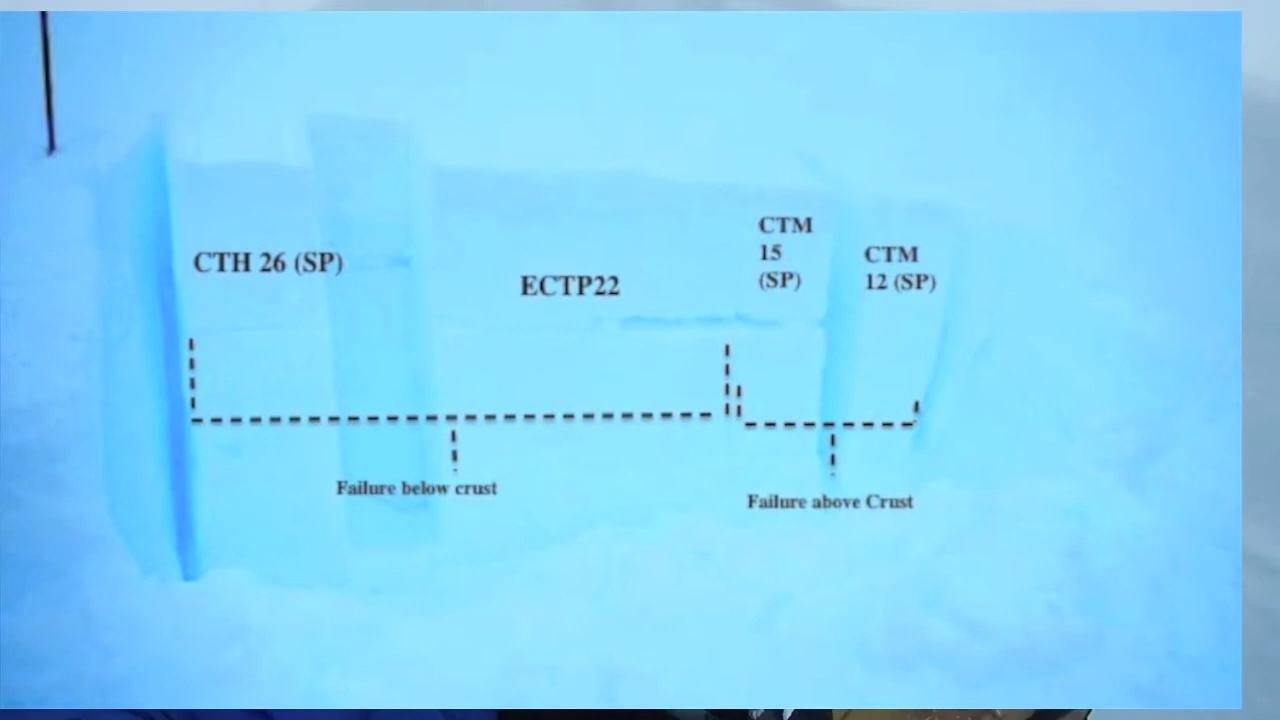 CTH 26 (SP)
ECTP22
CTM
15
(SP)
CTM
12 (SP)
Failure below crust
Failure above Crust